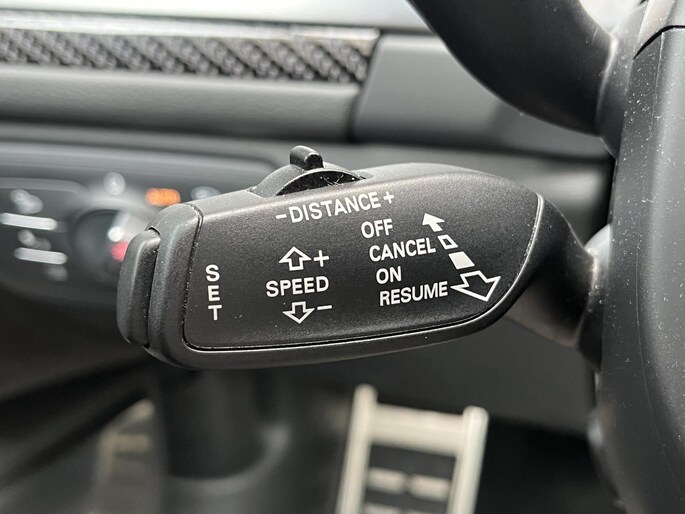 -DISTANCE+
OFF
CANCEL
ON
RESUME
+
SPEED
-
SET